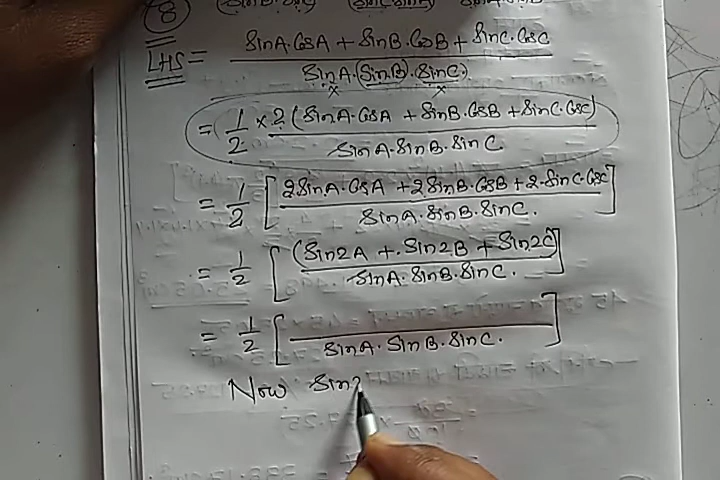 8
LHS = SinA.CosA + SinB.CosB + SinC.CosC
SinA.(SinB).SinC.
= 1/2 × 2 (SinA.CosA + SinB.CosB + SinC.CosC)
SinA.SinB.SinC
= 1/2 [ 2SinA.CosA + 2SinB.CosB + 2.SinC.CosC ]
SinA.SinB.SinC.
= 1/2 [ (Sin2A + Sin2B + Sin2C) ]
SinA.SinB.SinC.
= 1/2 [ ]
SinA.SinB.SinC.
Now Sin2